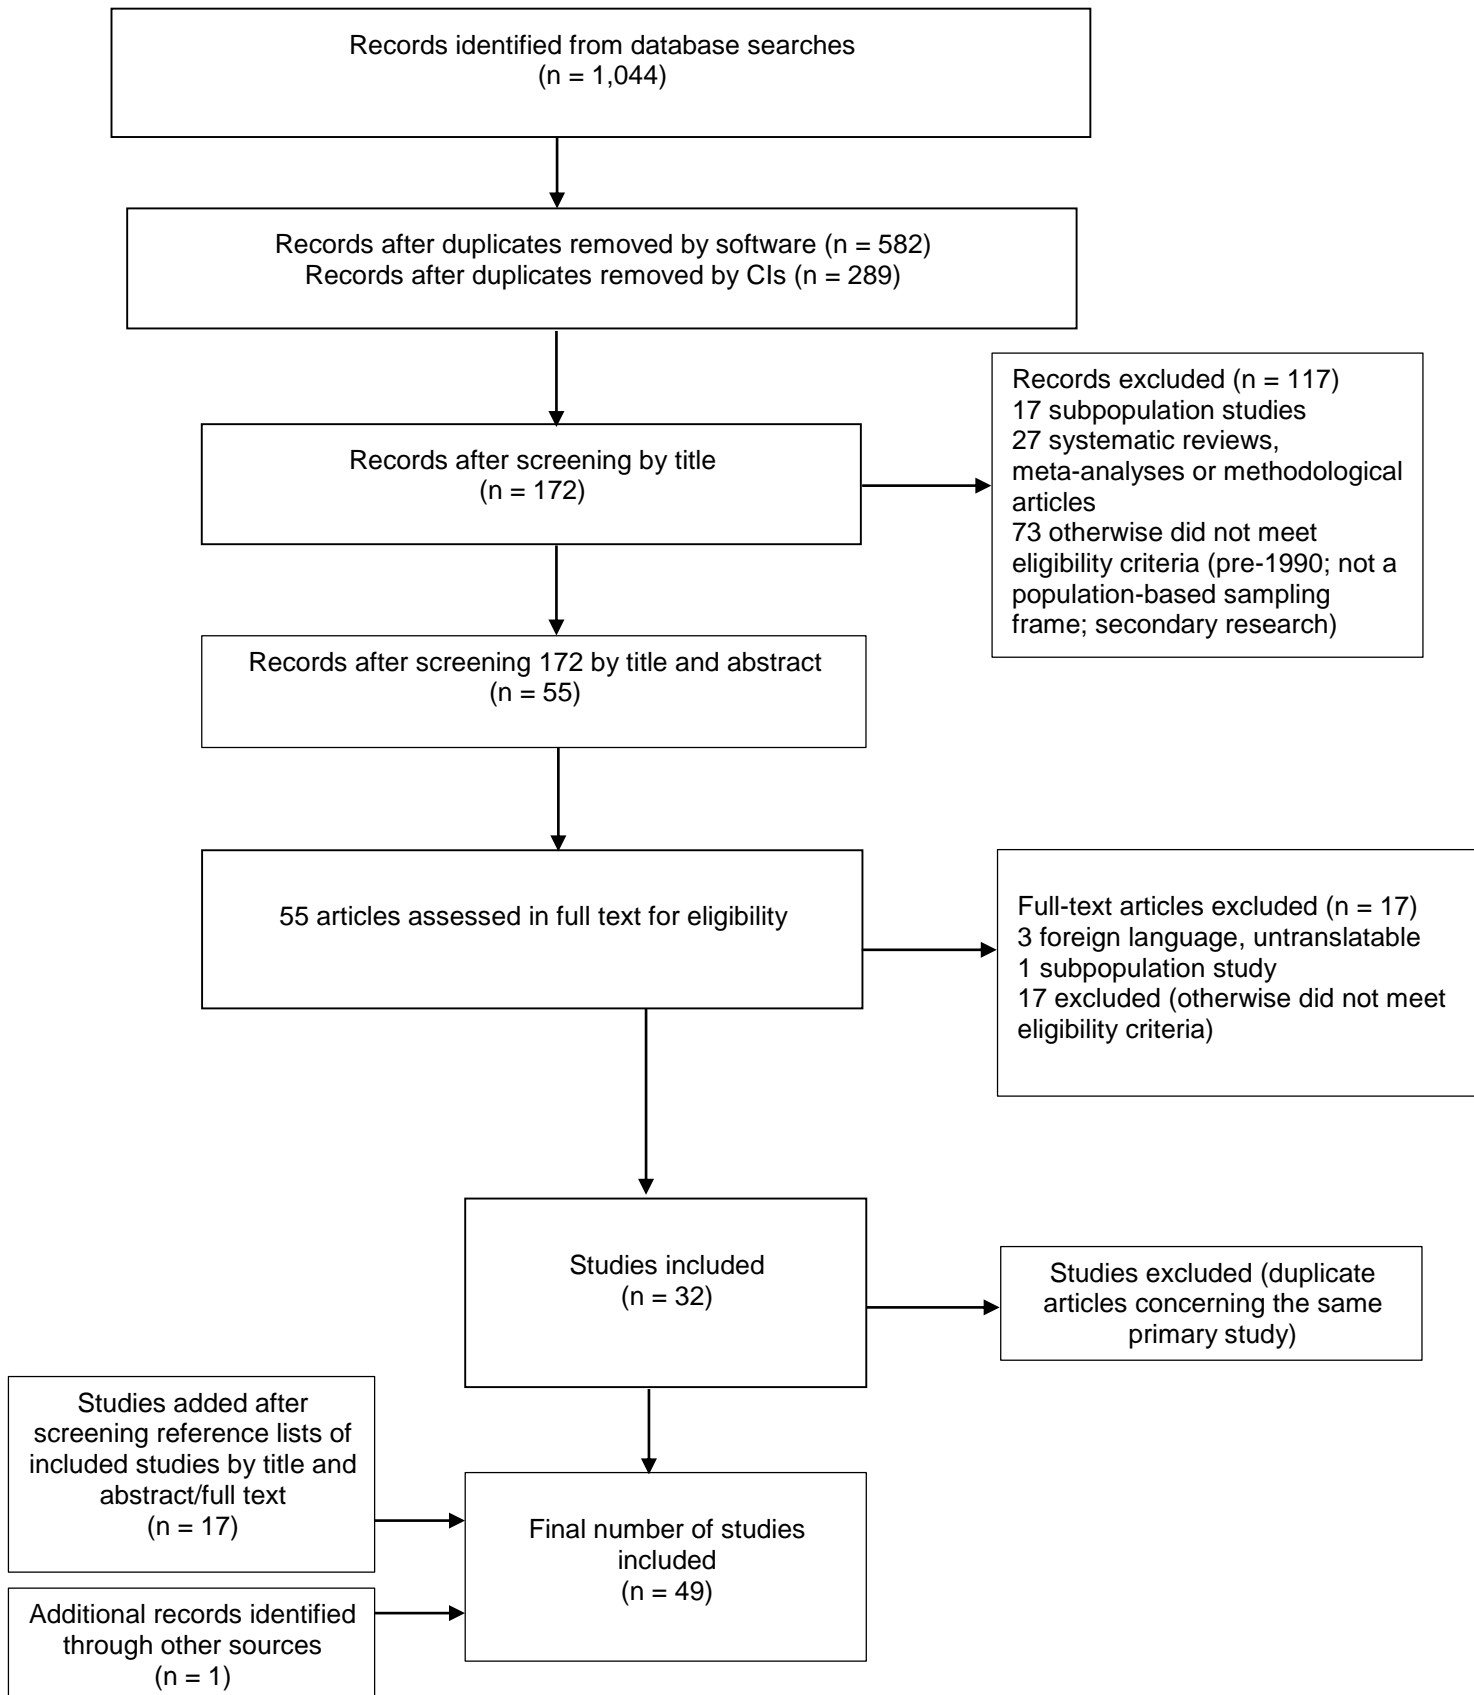 Records identified from database searches
(n = 1,044)
Records after duplicates removed by software (n = 582)
Records after duplicates removed by CIs (n = 289)
Records after screening by title
(n = 172)
Records excluded (n = 117)
17 subpopulation studies
27 systematic reviews,
meta-analyses or methodological
articles
73 otherwise did not meet
eligibility criteria (pre-1990; not a
population-based sampling
frame; secondary research)
Records after screening 172 by title and abstract
(n = 55)
55 articles assessed in full text for eligibility
Full-text articles excluded (n = 17)
3 foreign language, untranslatable
1 subpopulation study
17 excluded (otherwise did not meet
eligibility criteria)
Studies included
(n = 32)
Studies excluded (duplicate
articles concerning the same
primary study)
Studies added after
screening reference lists of
included studies by title and
abstract/full text
(n = 17)
Final number of studies
included
(n = 49)
Additional records identified
through other sources
(n = 1)